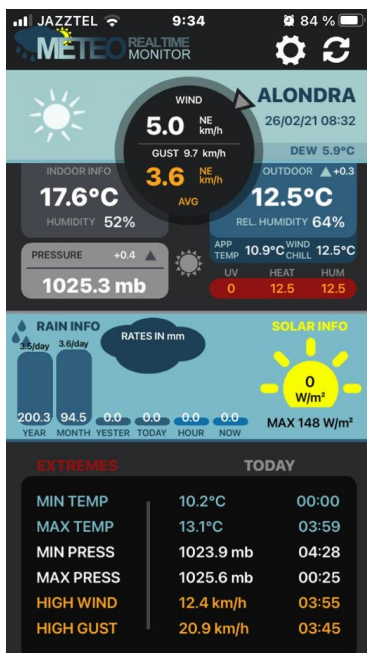 JAZZTEL 9:34 84 %
METEO REALTIME MONITOR
WIND
5.0 NE km/h
GUST 9.7 km/h
3.6 NE km/h
AVG
ALONDRA
26/02/21 08:32
DEW 5.9°C
INDOOR INFO
17.6°C
HUMIDITY 52%
OUTDOOR ▲+0.3
12.5°C
REL. HUMIDITY 64%
PRESSURE +0.4 ▲
1025.3 mb
APP TEMP 10.9°C WIND CHILL 12.5°C
UV HEAT HUM
0 12.5 12.5
RAIN INFO
RATES IN mm
3.5/day 3.6/day
200.3 94.5 0.0 0.0 0.0 0.0
YEAR MONTH YESTER TODAY HOUR NOW
SOLAR INFO
0
W/m²
MAX 148 W/m²
EXTREMES TODAY
MIN TEMP 10.2°C 00:00
MAX TEMP 13.1°C 03:59
MIN PRESS 1023.9 mb 04:28
MAX PRESS 1025.6 mb 00:25
HIGH WIND 12.4 km/h 03:55
HIGH GUST 20.9 km/h 03:45